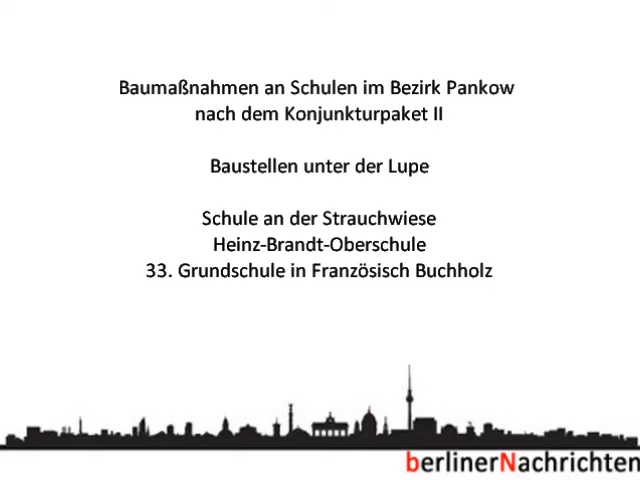 Baumaßnahmen an Schulen im Bezirk Pankow
nach dem Konjunkturpaket II
Baustellen unter der Lupe
Schule an der Strauchwiese
Heinz-Brandt-Oberschule
33. Grundschule in Französisch Buchholz
berlinerNachrichten